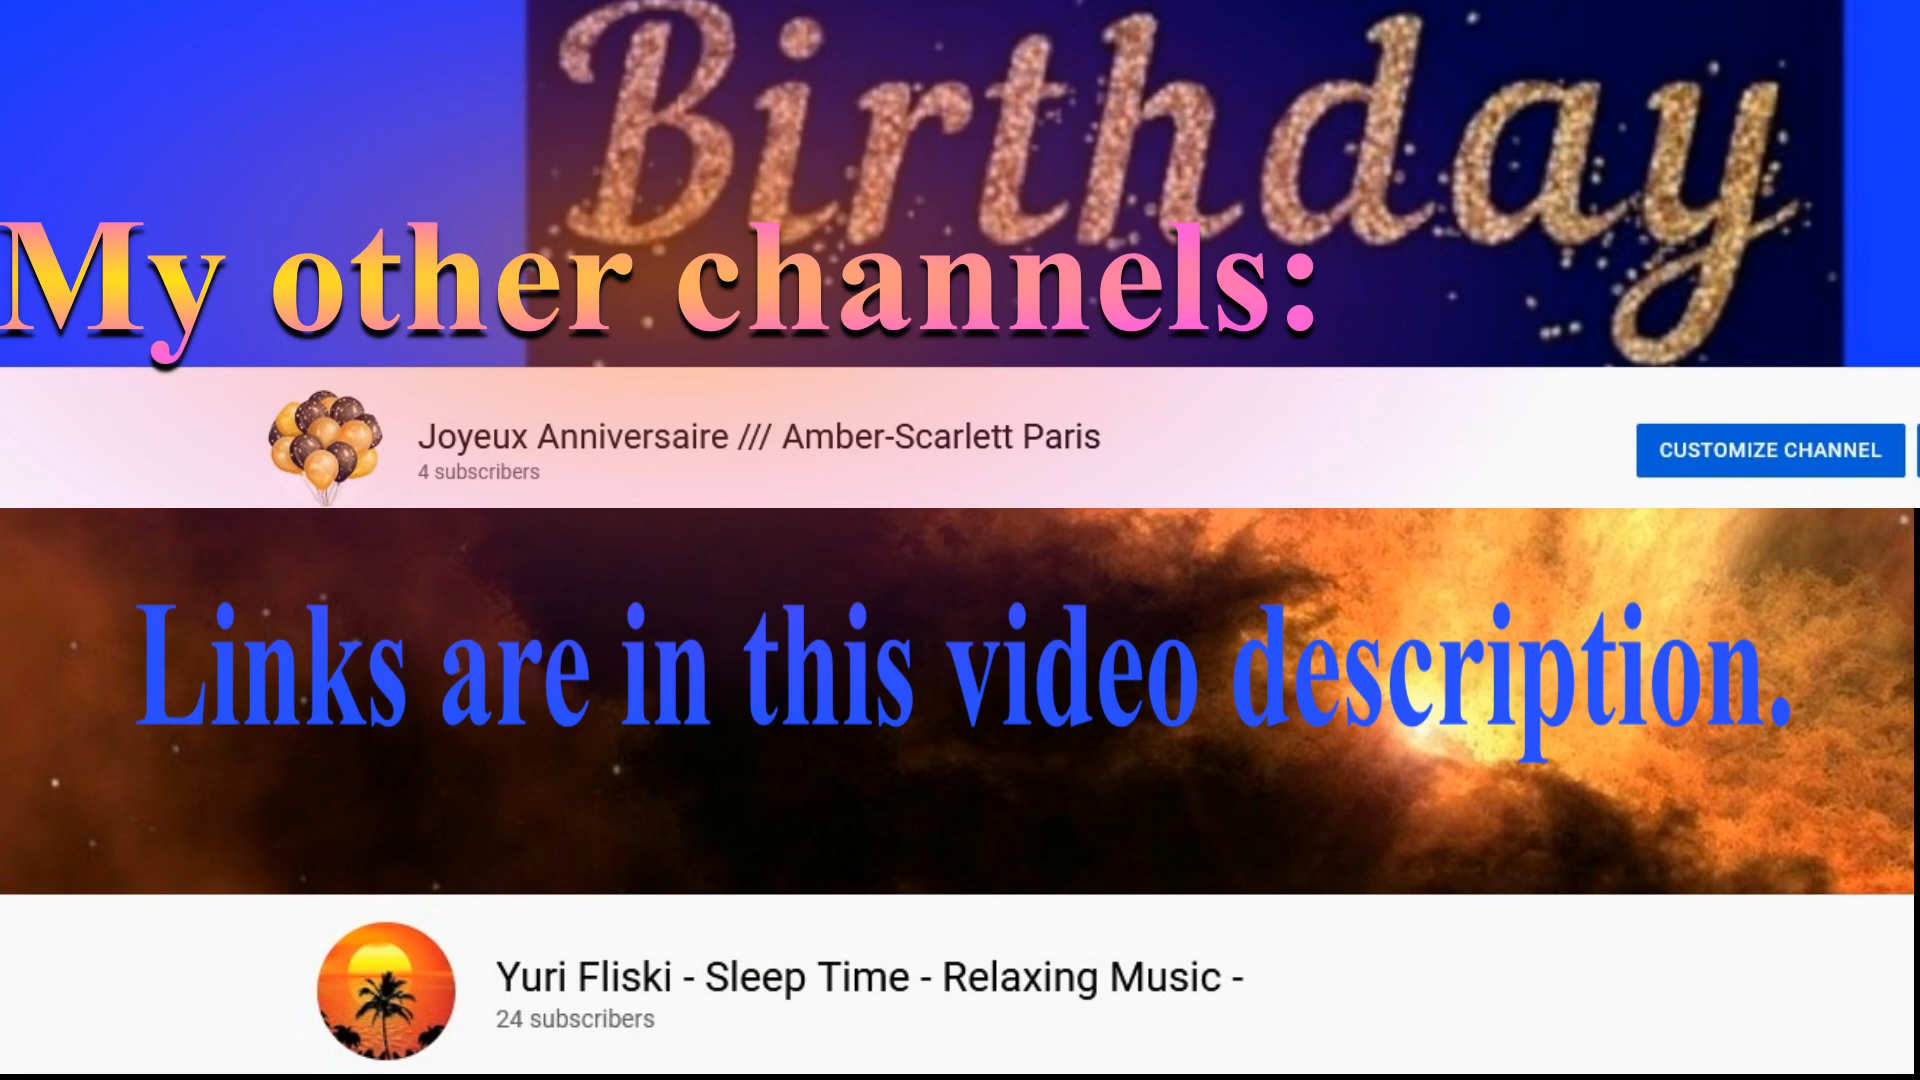 Birthday
My other channels:
Joyeux Anniversaire /// Amber-Scarlett Paris
4 subscribers
CUSTOMIZE CHANNEL
Links are in this video description.
Yuri Fliski - Sleep Time - Relaxing Music -
24 subscribers